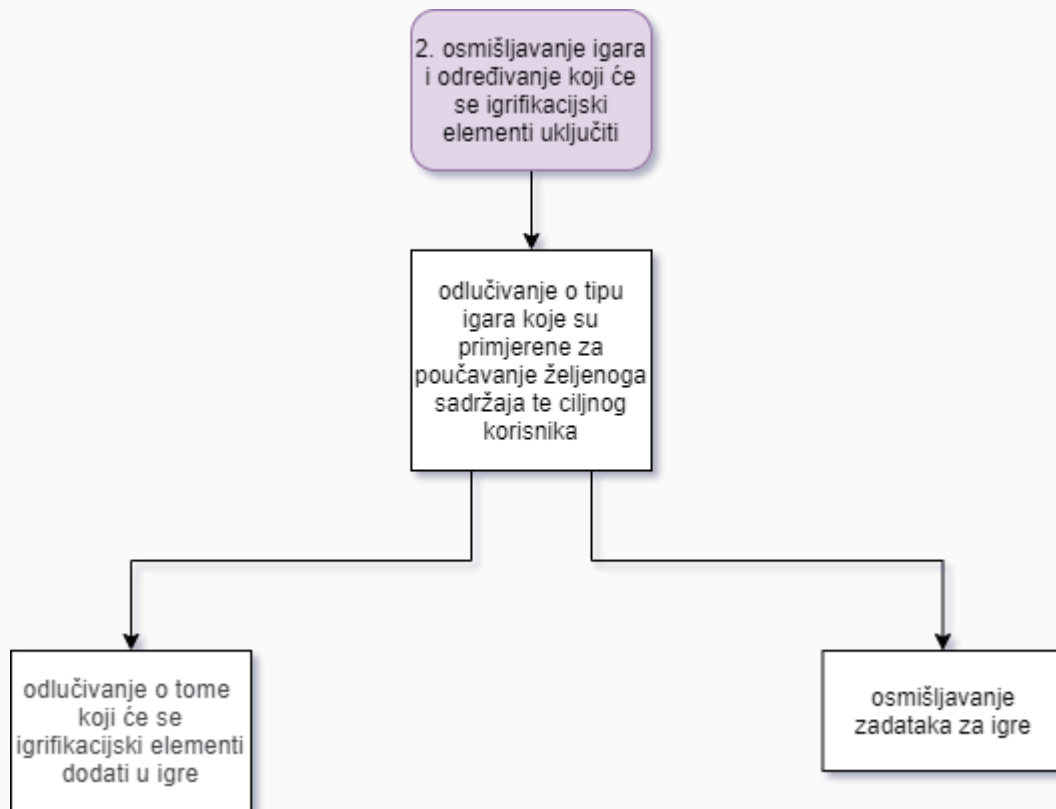 2. osmišljavanje igara
i određivanje koji će
se igrifikacijski
elementi uključiti
odlučivanje o tipu
igara koje su
primjerene za
poučavanje željenoga
sadržaja te ciljnog
korisnika
odlučivanje o tome
koji će se
igrifikacijski elementi
dodati u igre
osmišljavanje
zadataka za igre